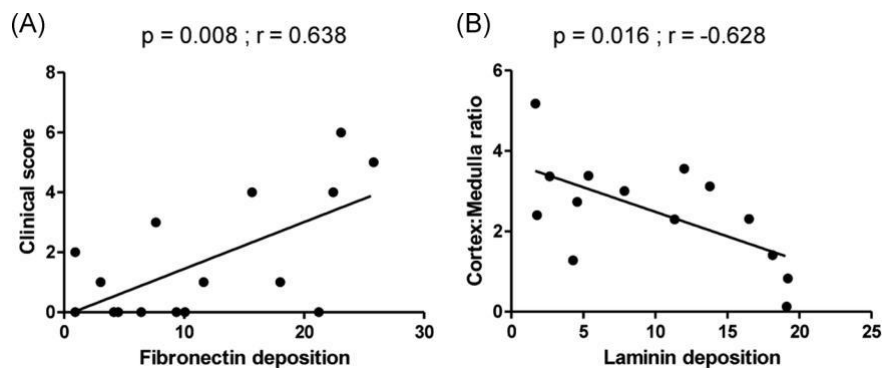 (A)
p = 0.008 ; r = 0.638
Clinical score
8
6
4
2
0
0 10 20 30
Fibronectin deposition
(B)
p = 0.016 ; r = -0.628
Cortex:Medulla ratio
6
4
2
0
0 5 10 15 20 25
Laminin deposition